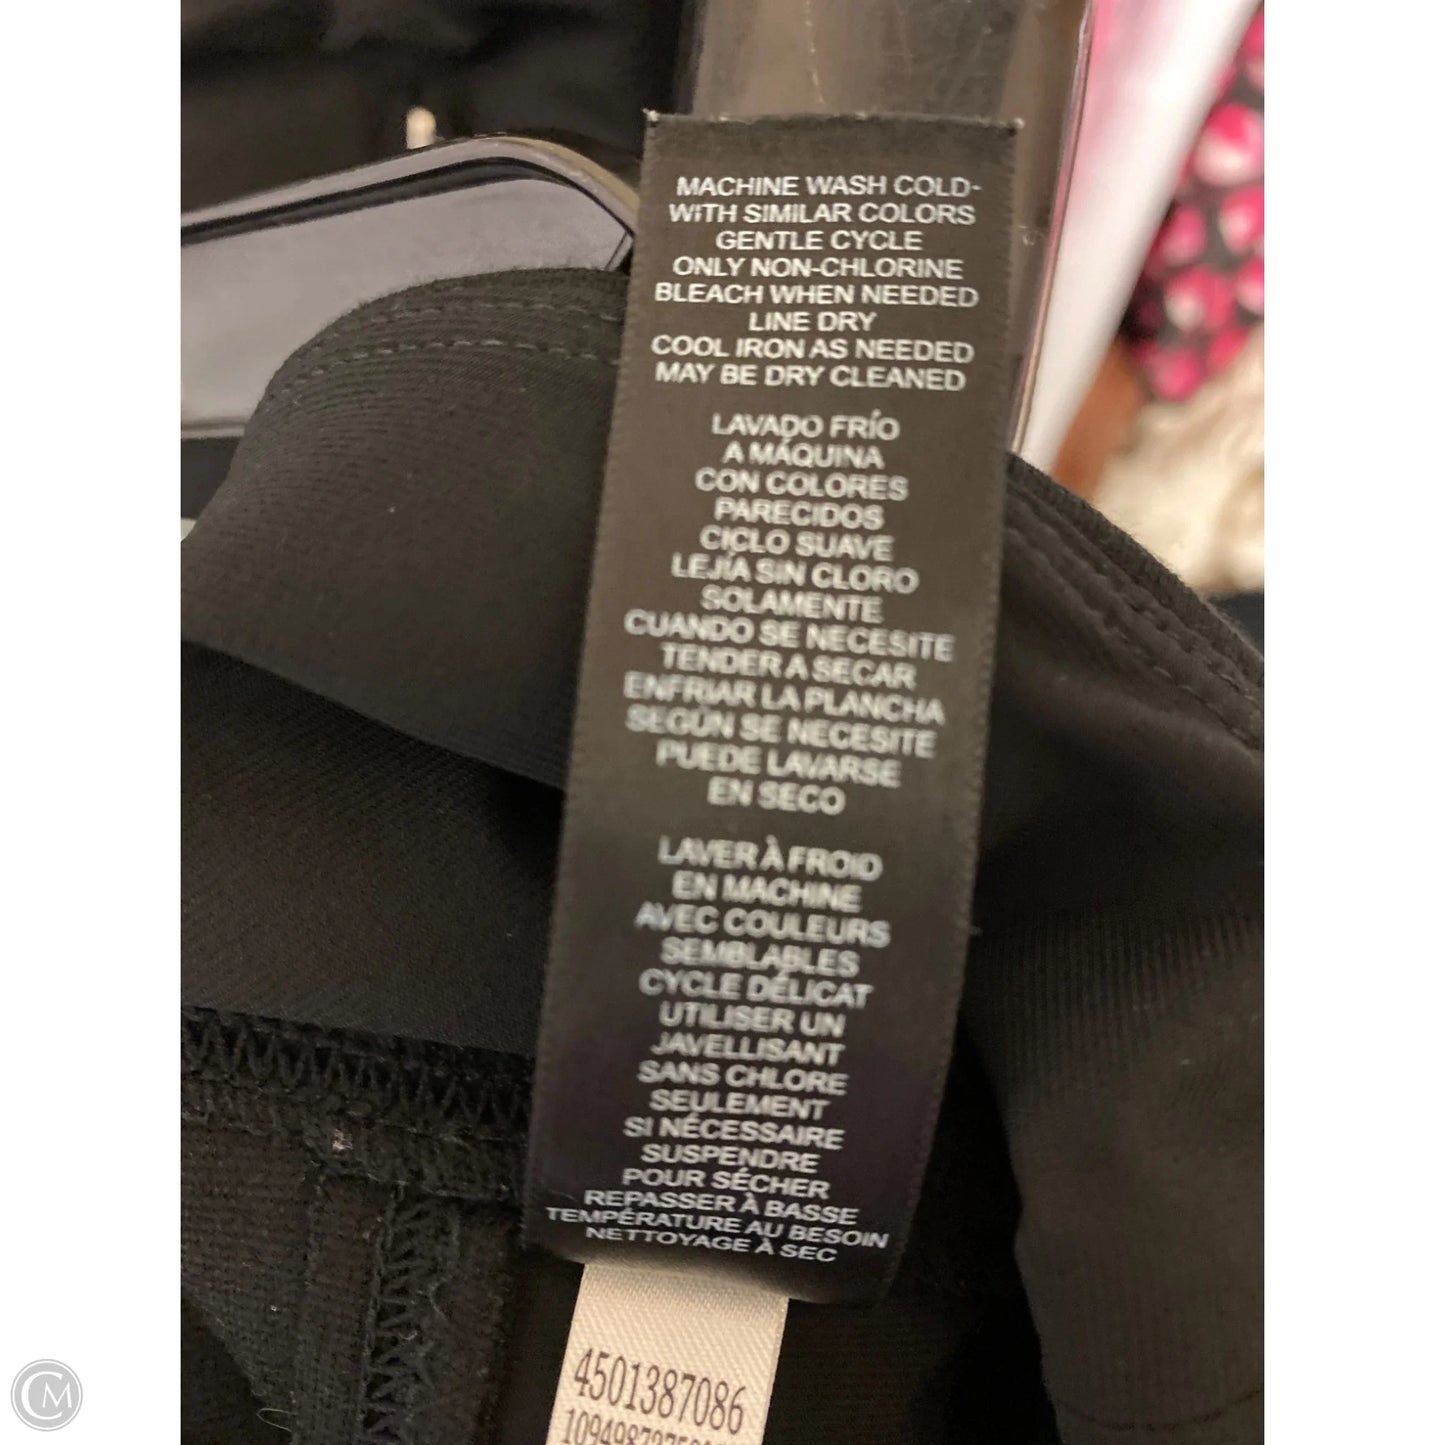 MACHINE WASH COLD-
WITH SIMILAR COLORS
GENTLE CYCLE
ONLY NON-CHLORINE
BLEACH WHEN NEEDED
LINE DRY
COOL IRON AS NEEDED
MAY BE DRY CLEANED
LAVADO FRÍO
A MÁQUINA
CON COLORES
PARECIDOS
CICLO SUAVE
LEJÍA SIN CLORO
SOLAMENTE
CUANDO SE NECESITE
TENDER A SECAR
ENFRIAR LA PLANCHA
SEGÚN SE NECESITE
PUEDE LAVARSE
EN SECO
LAVER À FROID
EN MACHINE
AVEC COULEURS
SEMBLABLES
CYCLE DÉLICAT
UTILISER UN
JAVELLISANT
SANS CHLORE
SEULEMENT
SI NÉCESSAIRE
SUSPENDRE
POUR SÉCHER
REPASSER À BASSE
TEMPÉRATURE AU BESOIN
NETTOYAGE À SEC
4501387086
CM